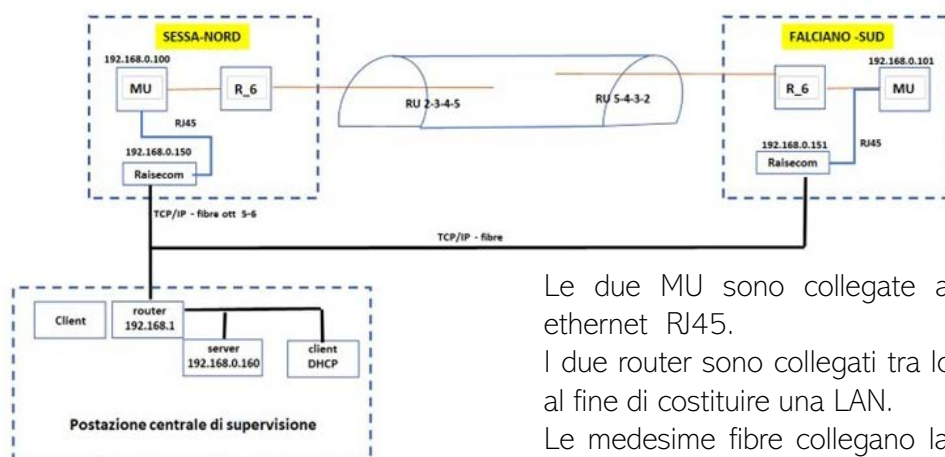 SESSA-NORD
192.168.0.100
MU
R_6
RJ45
192.168.0.150
Raisecom
TCP/IP - fibre ott 5-6
RU 2-3-4-5
RU 5-4-3-2
FALCIANO -SUD
192.168.0.101
R_6
MU
192.168.0.151
RJ45
Raisecom
TCP/IP - fibre
Client
router
192.168.1
server
192.168.0.160
client
DHCP
Postazione centrale di supervisione
Le due MU sono collegate a
ethernet RJ45.
I due router sono collegati tra lo
al fine di costituire una LAN.
Le medesime fibre collegano la